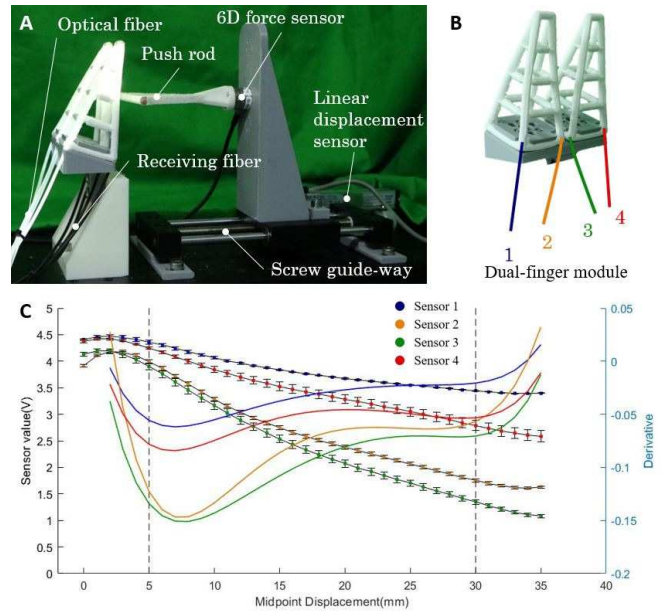 A
Optical fiber
Push rod
6D force sensor
Linear
displacement
sensor
Receiving fiber
Screw guide-way
B
1
2
3
4
Dual-finger module
C
Sensor 1
Sensor 2
Sensor 3
Sensor 4
5
4.5
4
3.5
3
2.5
2
1.5
1
0.5
0
Sensor value(V)
0.05
0
-0.05
-0.1
-0.15
-0.2
Derivative
0 5 10 15 20 25 30 35 40
Midpoint Displacement(mm)